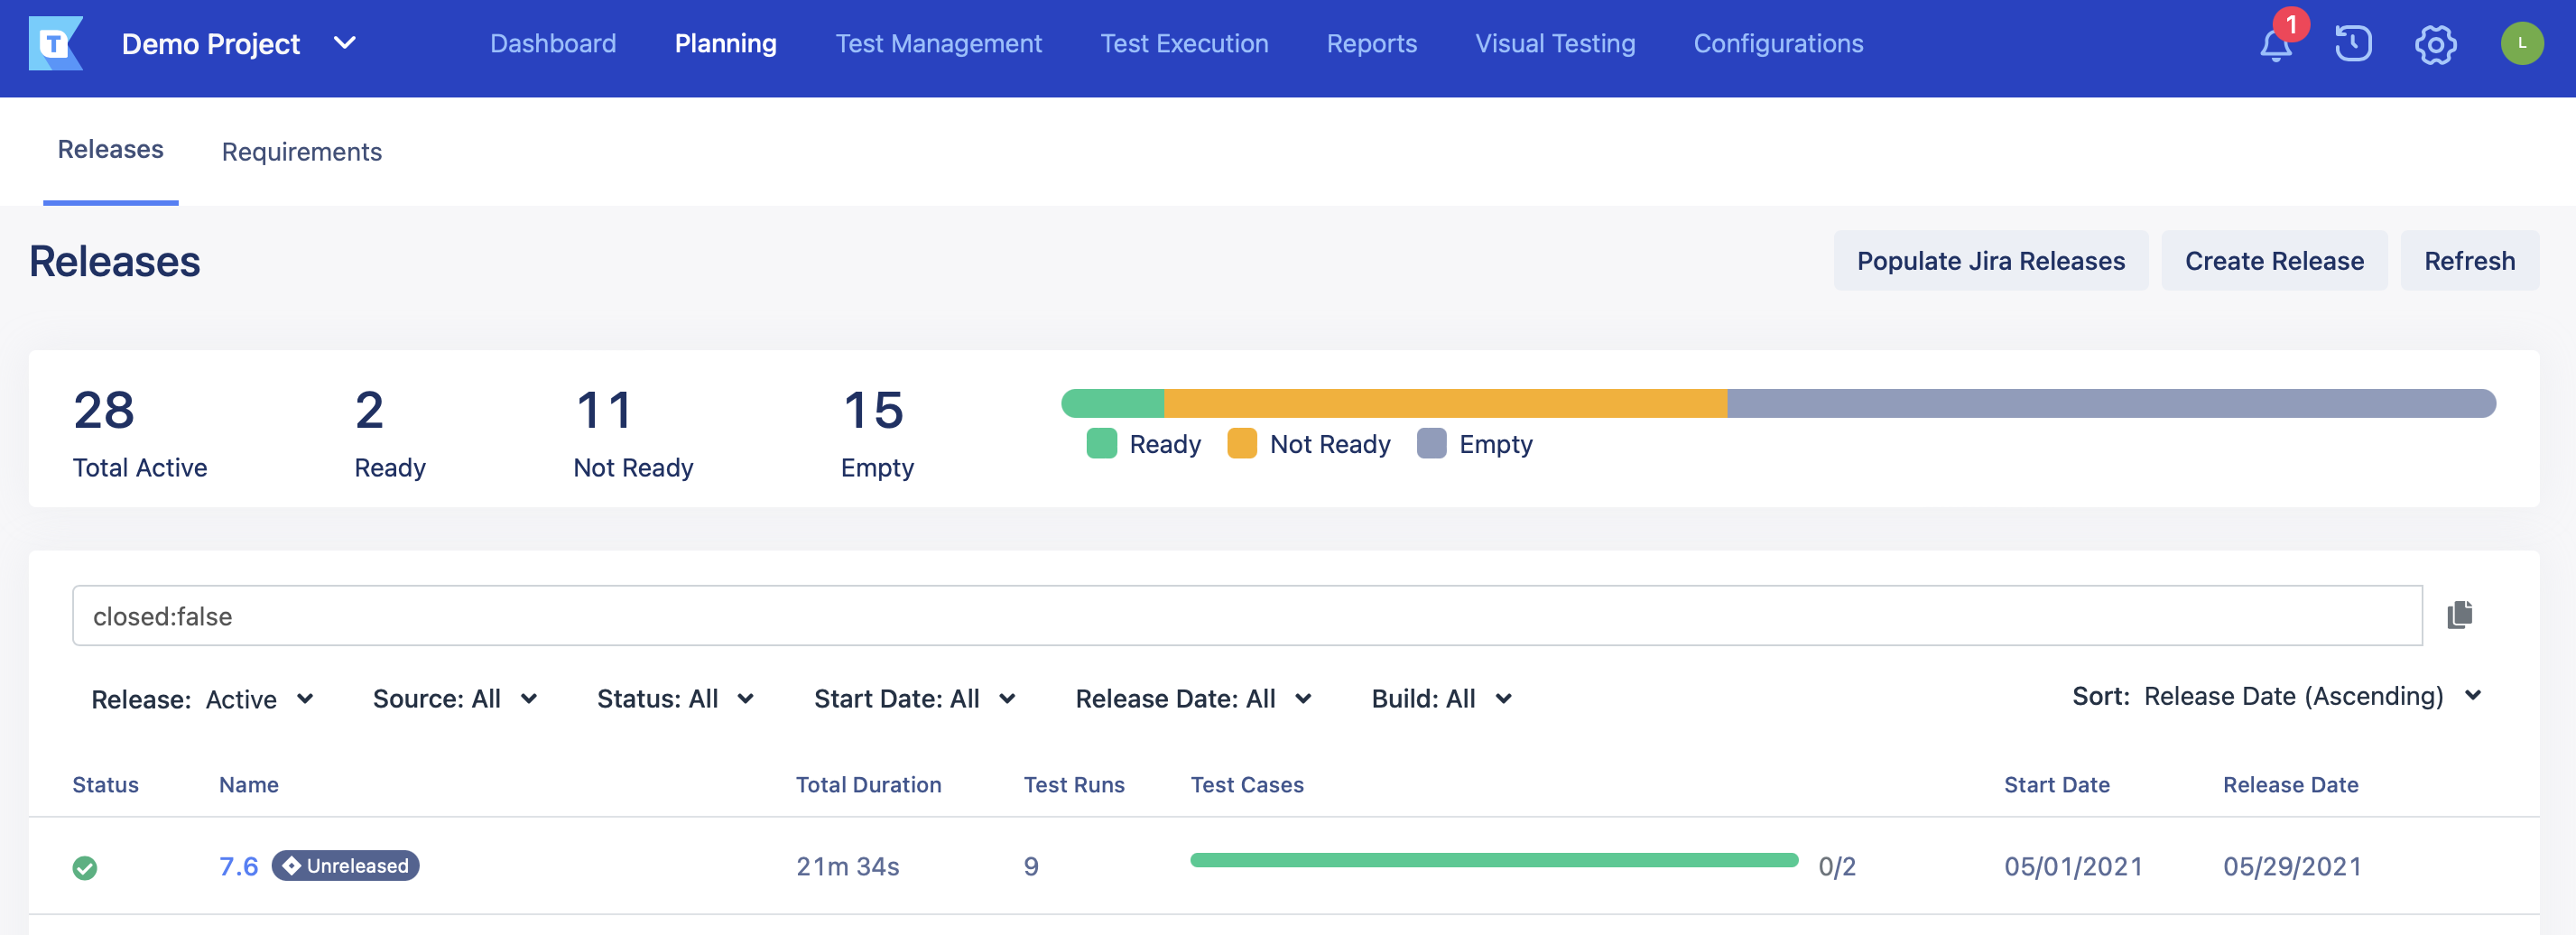 T Demo Project Dashboard Planning Test Management Test Execution Reports Visual Testing Configurations 1 L
Releases Requirements
Releases Populate Jira Releases Create Release Refresh
28 2 11 15
Total Active Ready Not Ready Empty
Ready Not Ready Empty
closed:false
Release: Active Source: All Status: All Start Date: All Release Date: All Build: All Sort: Release Date (Ascending)
Status Name Total Duration Test Runs Test Cases Start Date Release Date
7.6 Unreleased 21m 34s 9 0/2 05/01/2021 05/29/2021